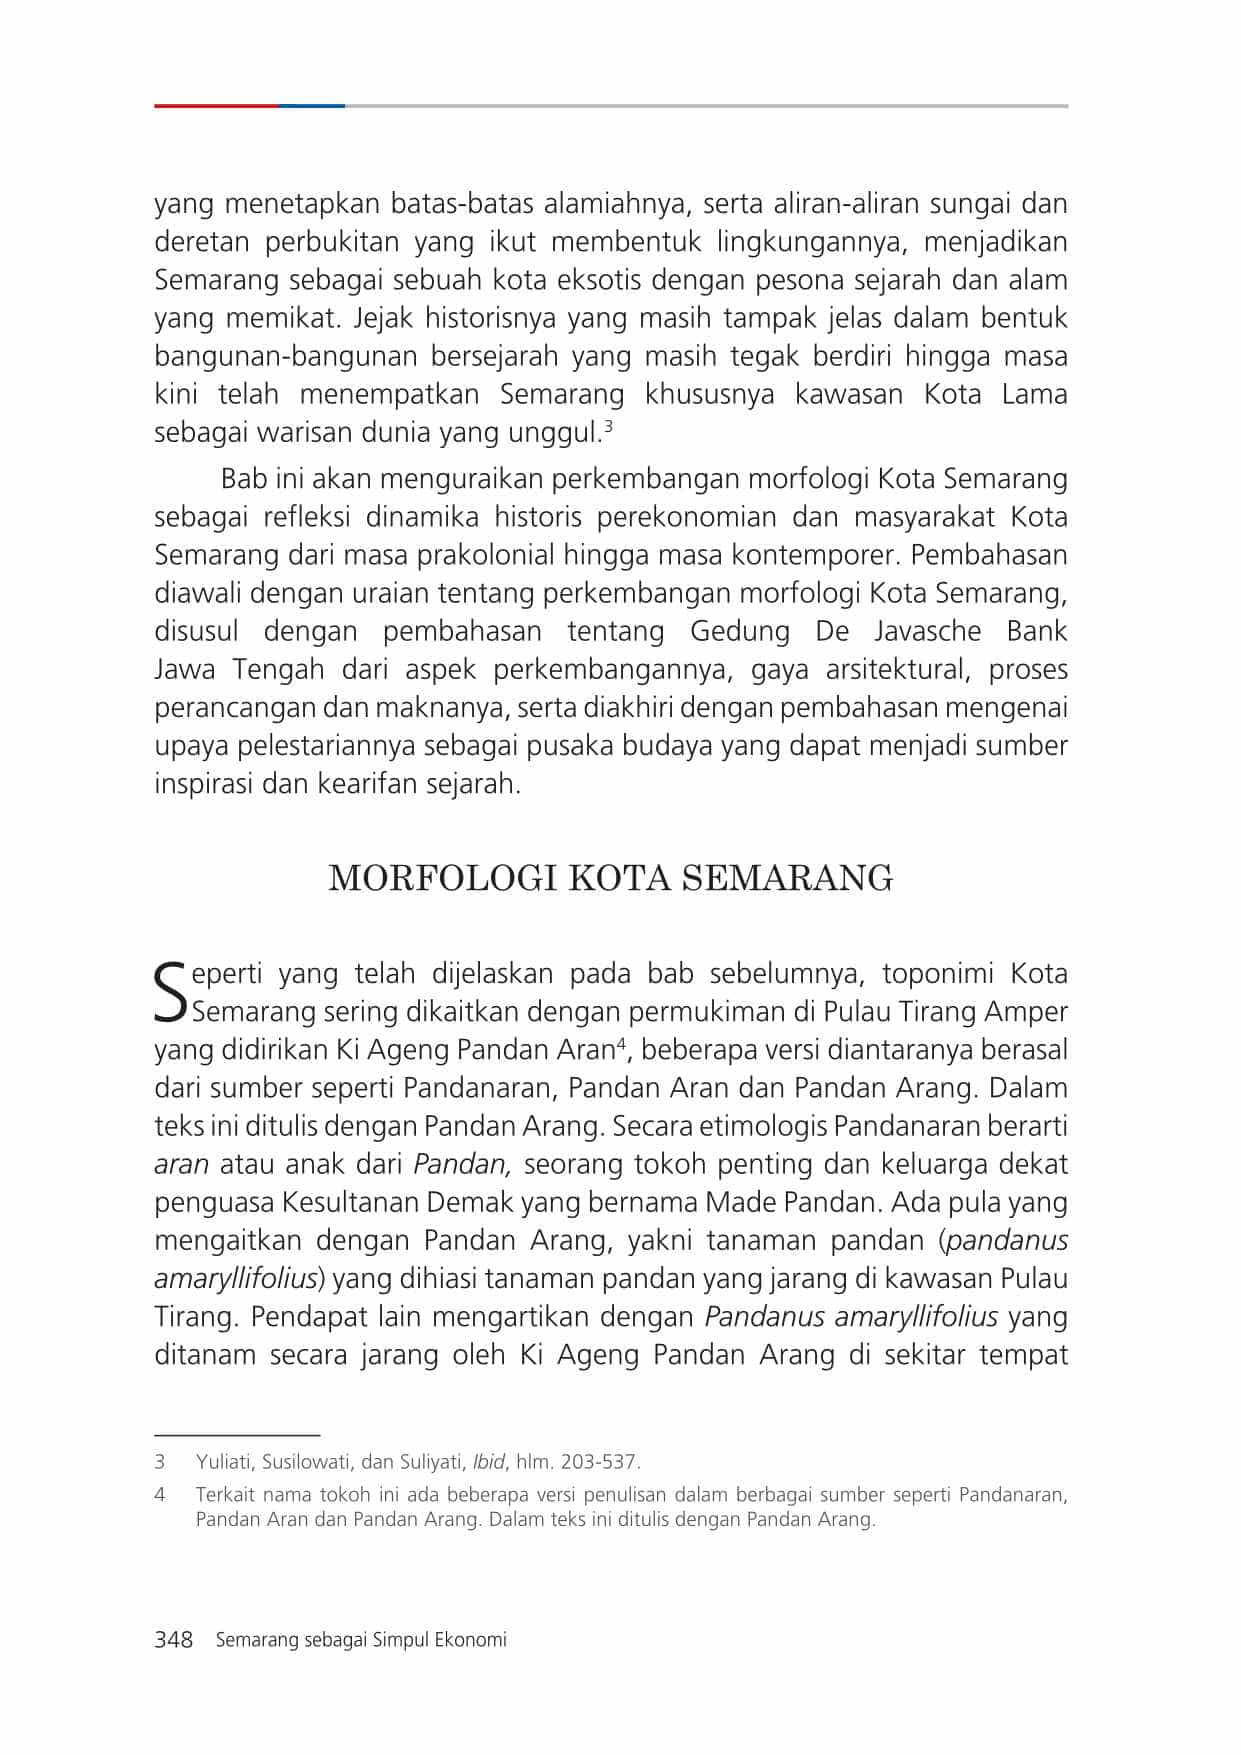 yang menetapkan batas-batas alamiahnya, serta aliran-aliran sungai dan
deretan perbukitan yang ikut membentuk lingkungannya, menjadikan
Semarang sebagai sebuah kota eksotis dengan pesona sejarah dan alam
yang memikat. Jejak historisnya yang masih tampak jelas dalam bentuk
bangunan-bangunan bersejarah yang masih tegak berdiri hingga masa
kini telah menempatkan Semarang khususnya kawasan Kota Lama
sebagai warisan dunia yang unggul.³
Bab ini akan menguraikan perkembangan morfologi Kota Semarang
sebagai refleksi dinamika historis perekonomian dan masyarakat Kota
Semarang dari masa prakolonial hingga masa kontemporer. Pembahasan
diawali dengan uraian tentang perkembangan morfologi Kota Semarang,
disusul dengan pembahasan tentang Gedung De Javasche Bank
Jawa Tengah dari aspek perkembangannya, gaya arsitektural, proses
perancangan dan maknanya, serta diakhiri dengan pembahasan mengenai
upaya pelestariannya sebagai pusaka budaya yang dapat menjadi sumber
inspirasi dan kearifan sejarah.
MORFOLOGI KOTA SEMARANG
Seperti yang telah dijelaskan pada bab sebelumnya, toponimi Kota
Semarang sering dikaitkan dengan permukiman di Pulau Tirang Amper
yang didirikan Ki Ageng Pandan Aran⁴, beberapa versi diantaranya berasal
dari sumber seperti Pandanaran, Pandan Aran dan Pandan Arang. Dalam
teks ini ditulis dengan Pandan Arang. Secara etimologis Pandanaran berarti
aran atau anak dari Pandan, seorang tokoh penting dan keluarga dekat
penguasa Kesultanan Demak yang bernama Made Pandan. Ada pula yang
mengaitkan dengan Pandan Arang, yakni tanaman pandan (pandanus
amaryllifolius) yang dihiasi tanaman pandan yang jarang di kawasan Pulau
Tirang. Pendapat lain mengartikan dengan Pandanus amaryllifolius yang
ditanam secara jarang oleh Ki Ageng Pandan Arang di sekitar tempat
3 Yuliati, Susilowati, dan Suliyati, Ibid, hlm. 203-537.
4 Terkait nama tokoh ini ada beberapa versi penulisan dalam berbagai sumber seperti Pandanaran,
Pandan Aran dan Pandan Arang. Dalam teks ini ditulis dengan Pandan Arang.
348 Semarang sebagai Simpul Ekonomi